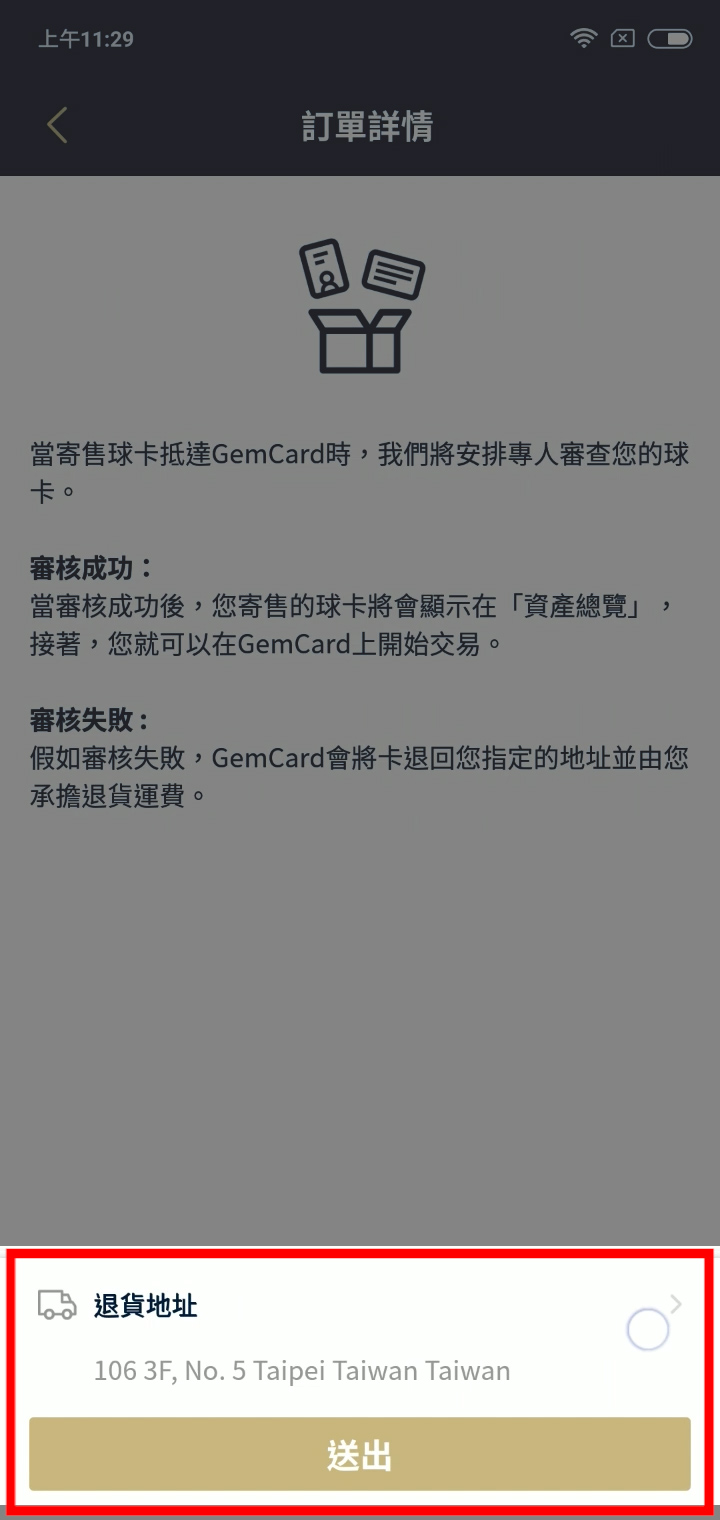 上午11:29
訂單詳情
當寄售球卡抵達GemCard時，我們將安排專人審查您的球
卡。
審核成功：
當審核成功後，您寄售的球卡將會顯示在「資產總覽」，
接著，您就可以在GemCard上開始交易。
審核失敗：
假如審核失敗，GemCard會將卡退回您指定的地址並由您
承擔退貨運費。
退貨地址
106 3F, No. 5 Taipei Taiwan Taiwan
送出